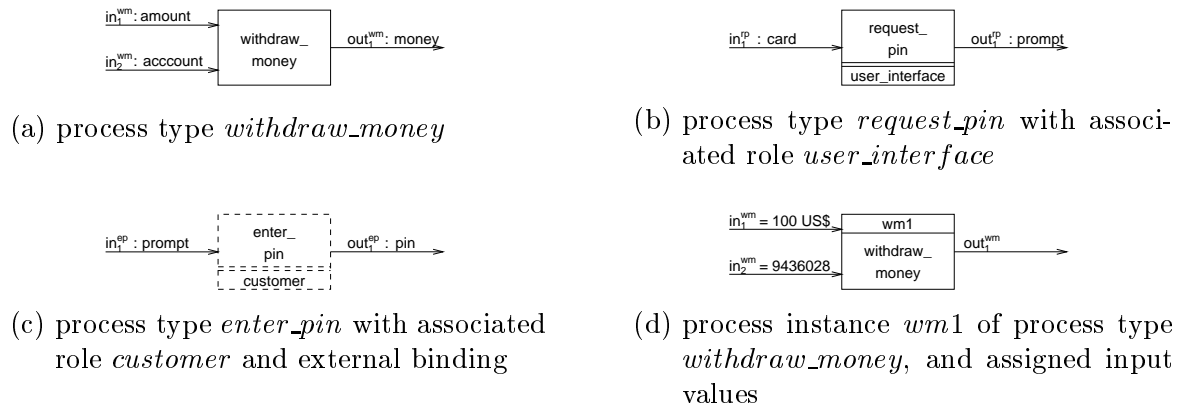 in₁ʷᵐ: amount
in₂ʷᵐ: acccount
withdraw_
money
out₁ʷᵐ: money
(a) process type withdraw_money
in₁ʳᵖ : card
request_
pin
user_interface
out₁ʳᵖ : prompt
(b) process type request_pin with associ-
ated role user_interface
in₁ᵉᵖ : prompt
enter_
pin
customer
out₁ᵉᵖ : pin
(c) process type enter_pin with associated
role customer and external binding
in₁ʷᵐ = 100 US$
in₂ʷᵐ = 9436028
wm1
withdraw_
money
out₁ʷᵐ
(d) process instance wm1 of process type
withdraw_money, and assigned input
values